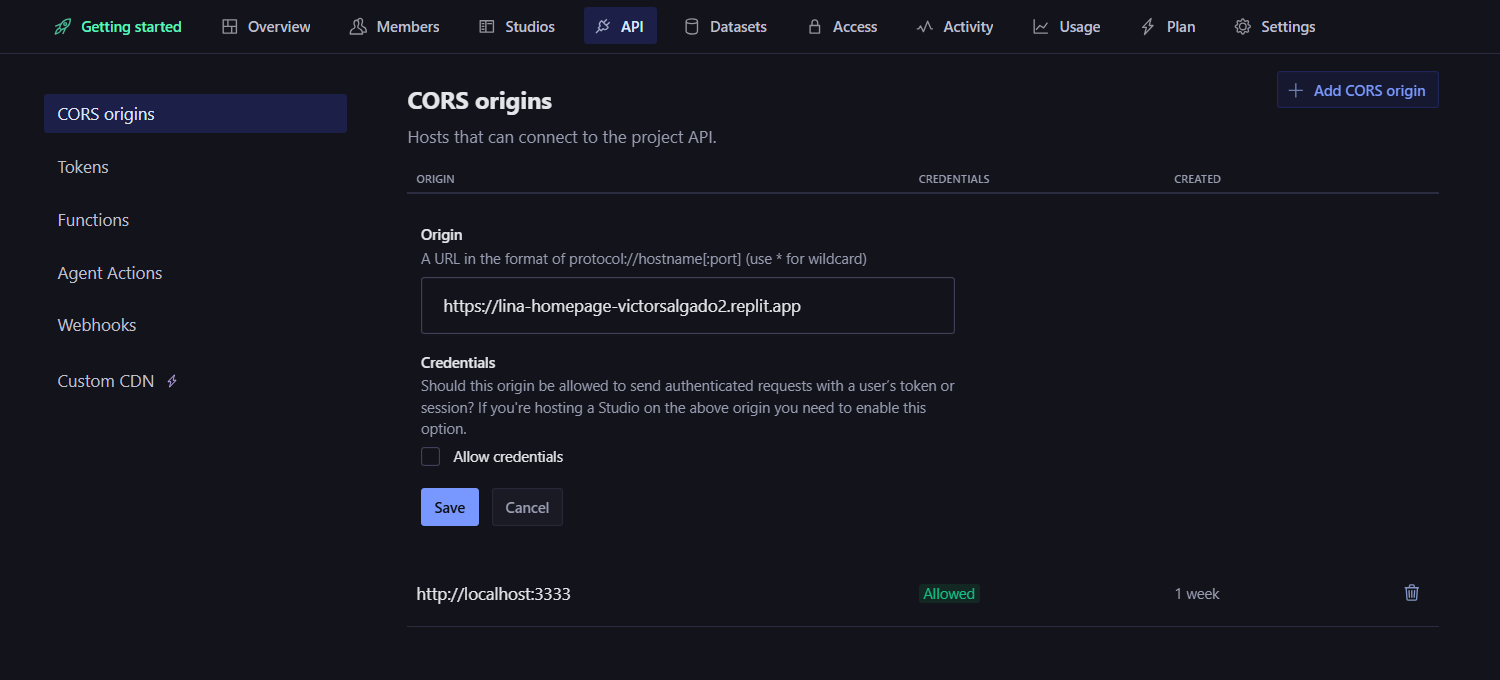 Getting started
Overview
Members
Studios
API
Datasets
Access
Activity
Usage
Plan
Settings
CORS origins
Tokens
Functions
Agent Actions
Webhooks
Custom CDN
CORS origins
Add CORS origin
Hosts that can connect to the project API.
ORIGIN CREDENTIALS CREATED
Origin
A URL in the format of protocol://hostname[:port] (use * for wildcard)
https://lina-homepage-victorsalgado2.replit.app
Credentials
Should this origin be allowed to send authenticated requests with a user’s token or
session? If you're hosting a Studio on the above origin you need to enable this
option.
Allow credentials
Save Cancel
http://localhost:3333 Allowed 1 week